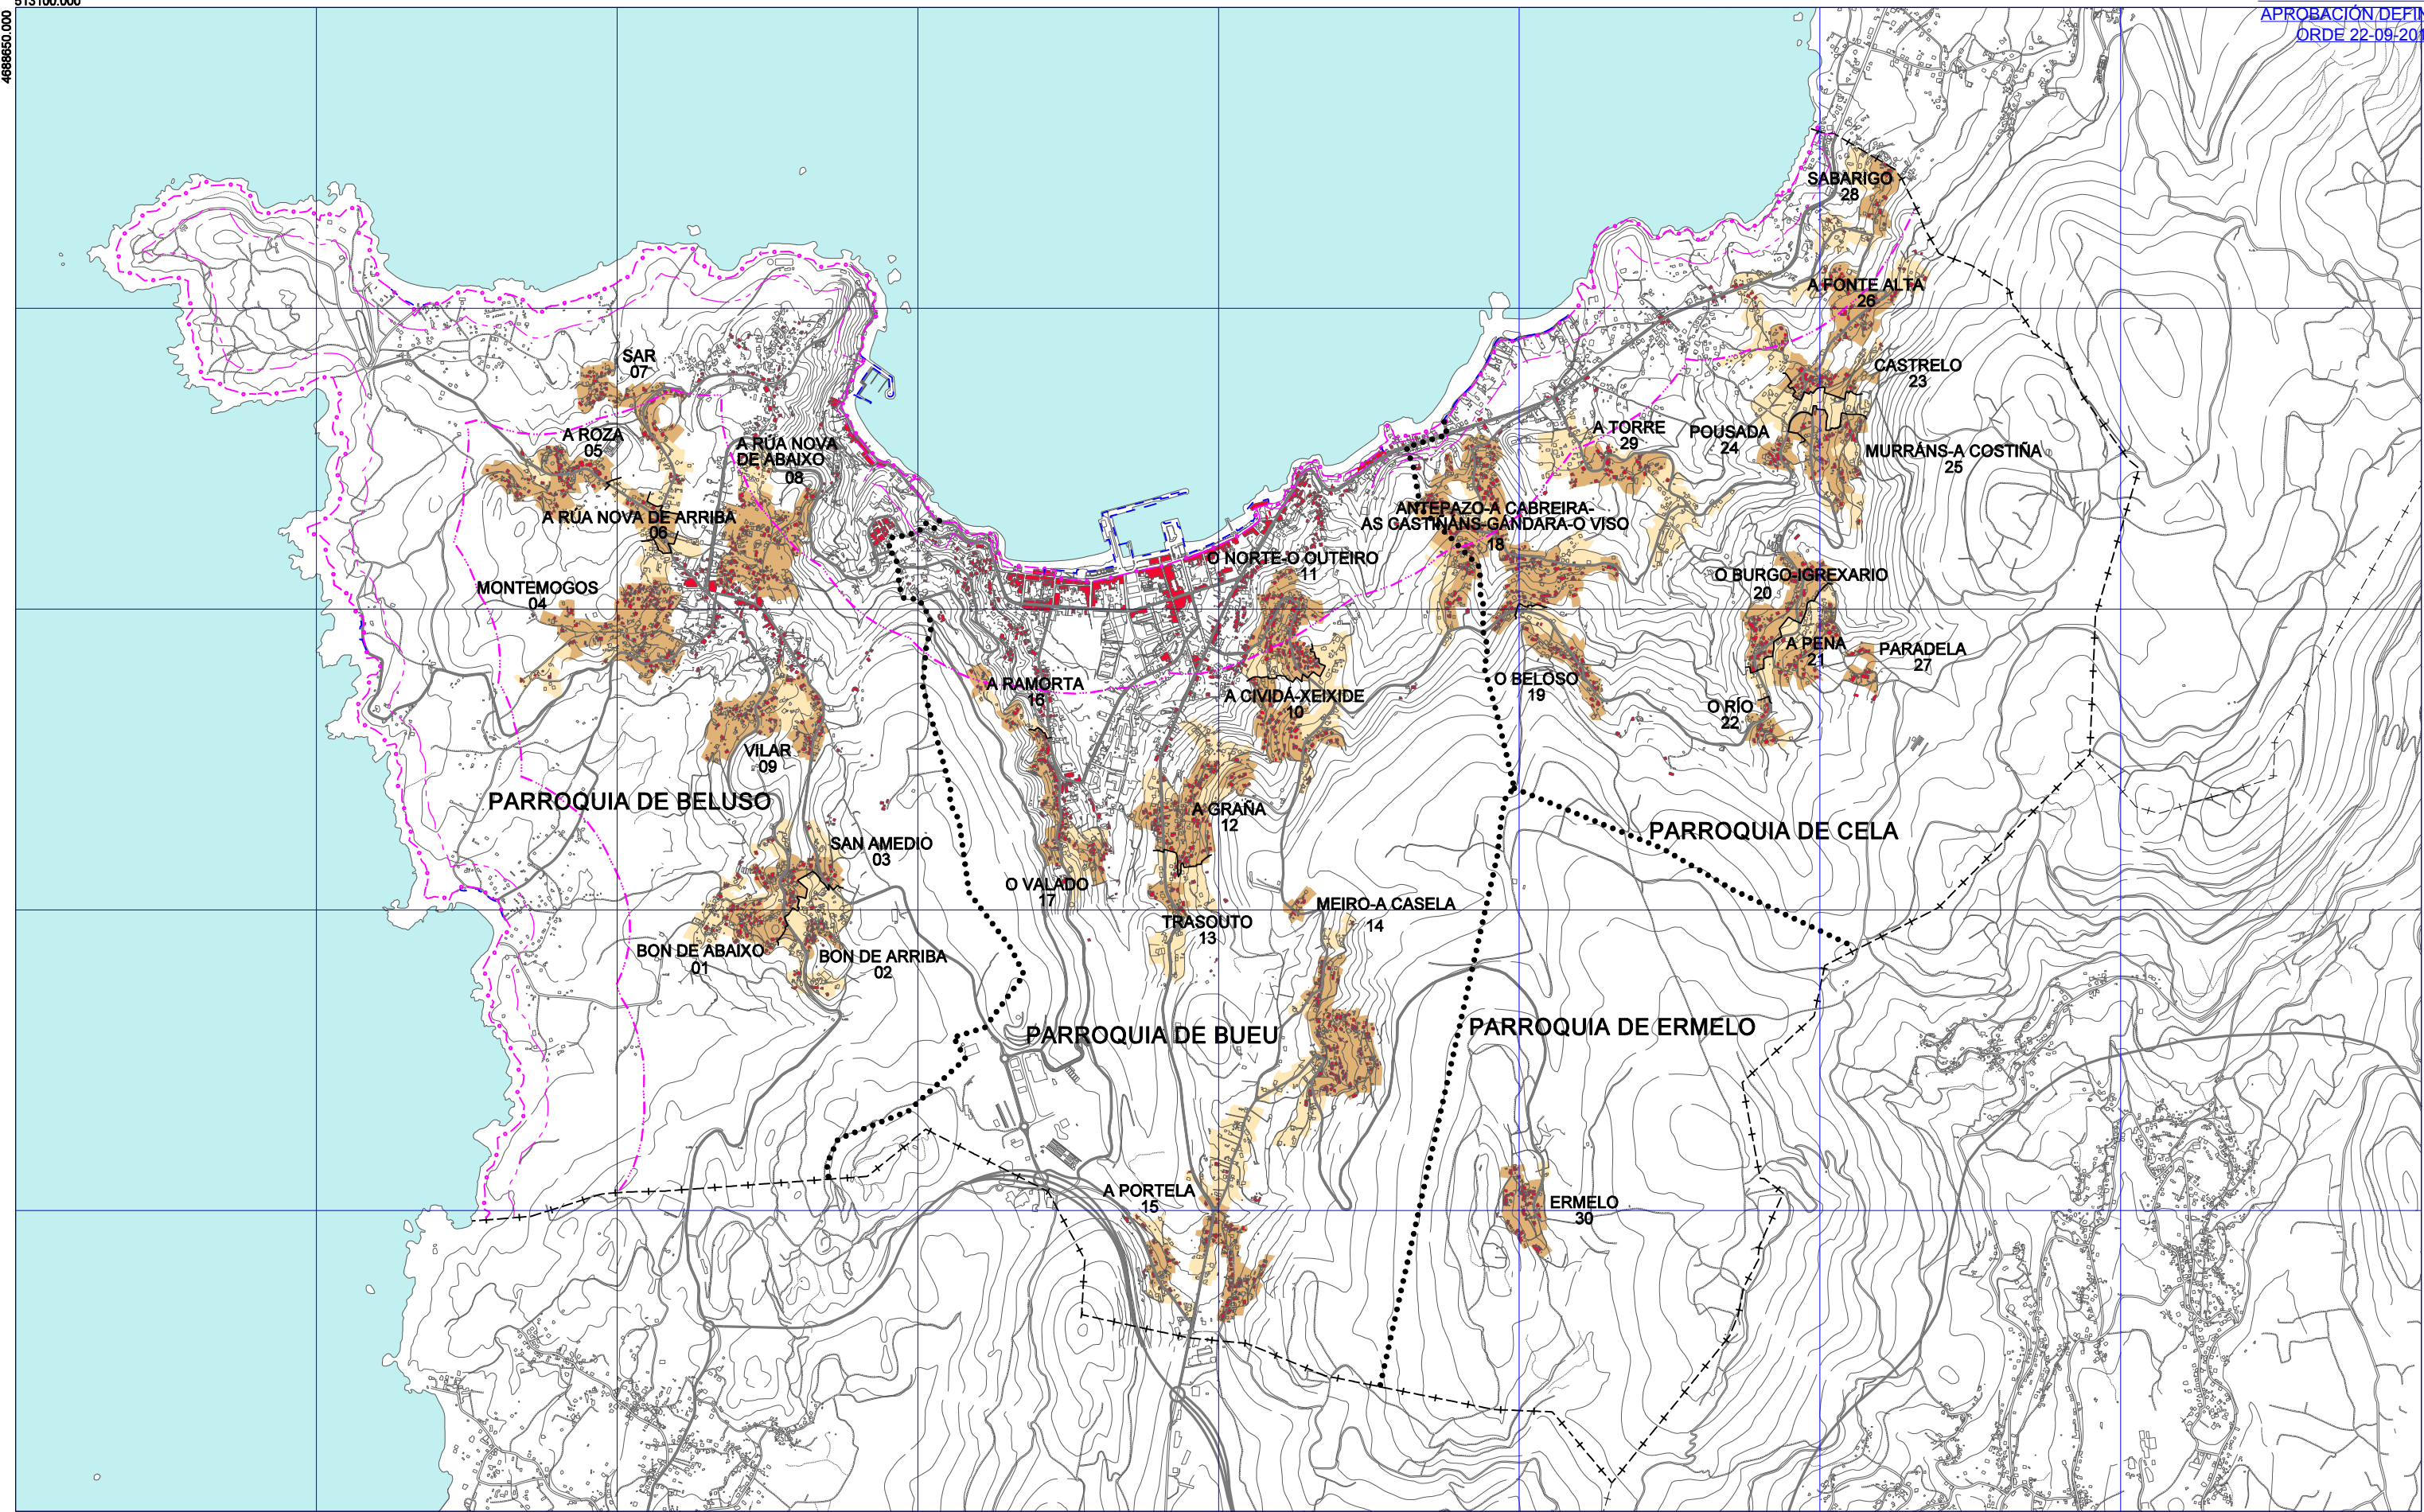 513100.000
4688650.000
APROBACIÓN DEFIN
ORDE 22-09-201
SABARIGO
28
A FONTE ALTA
26
SAR
07
CASTRELO
23
A ROZA
05
A RÚA NOVA
DE ABAIXO
08
A TORRE
29
POUSADA
24
MURRÁNS-A COSTIÑA
25
A RÚA NOVA DE ARRIBA
06
ANTEPAZO-A CABREIRA-
AS CASTIÑANS-GÁNDARA-O VISO
18
O NORTE-O OUTEIRO
11
MONTEMOGOS
04
O BURGO-IGREXARIO
20
A PENA
21
PARADELA
27
A RAMORTA
16
A CIVIDÁ-XEIXIDE
10
O BELOSO
19
O RÍO
22
VILAR
09
PARROQUIA DE BELUSO
A GRAÑA
12
PARROQUIA DE CELA
SAN AMEDIO
03
O VALADO
17
MEIRO-A CASELA
14
TRASOUTO
13
BON DE ABAIXO
01
BON DE ARRIBA
02
PARROQUIA DE BUEU
PARROQUIA DE ERMELO
A PORTELA
15
ERMELO
30